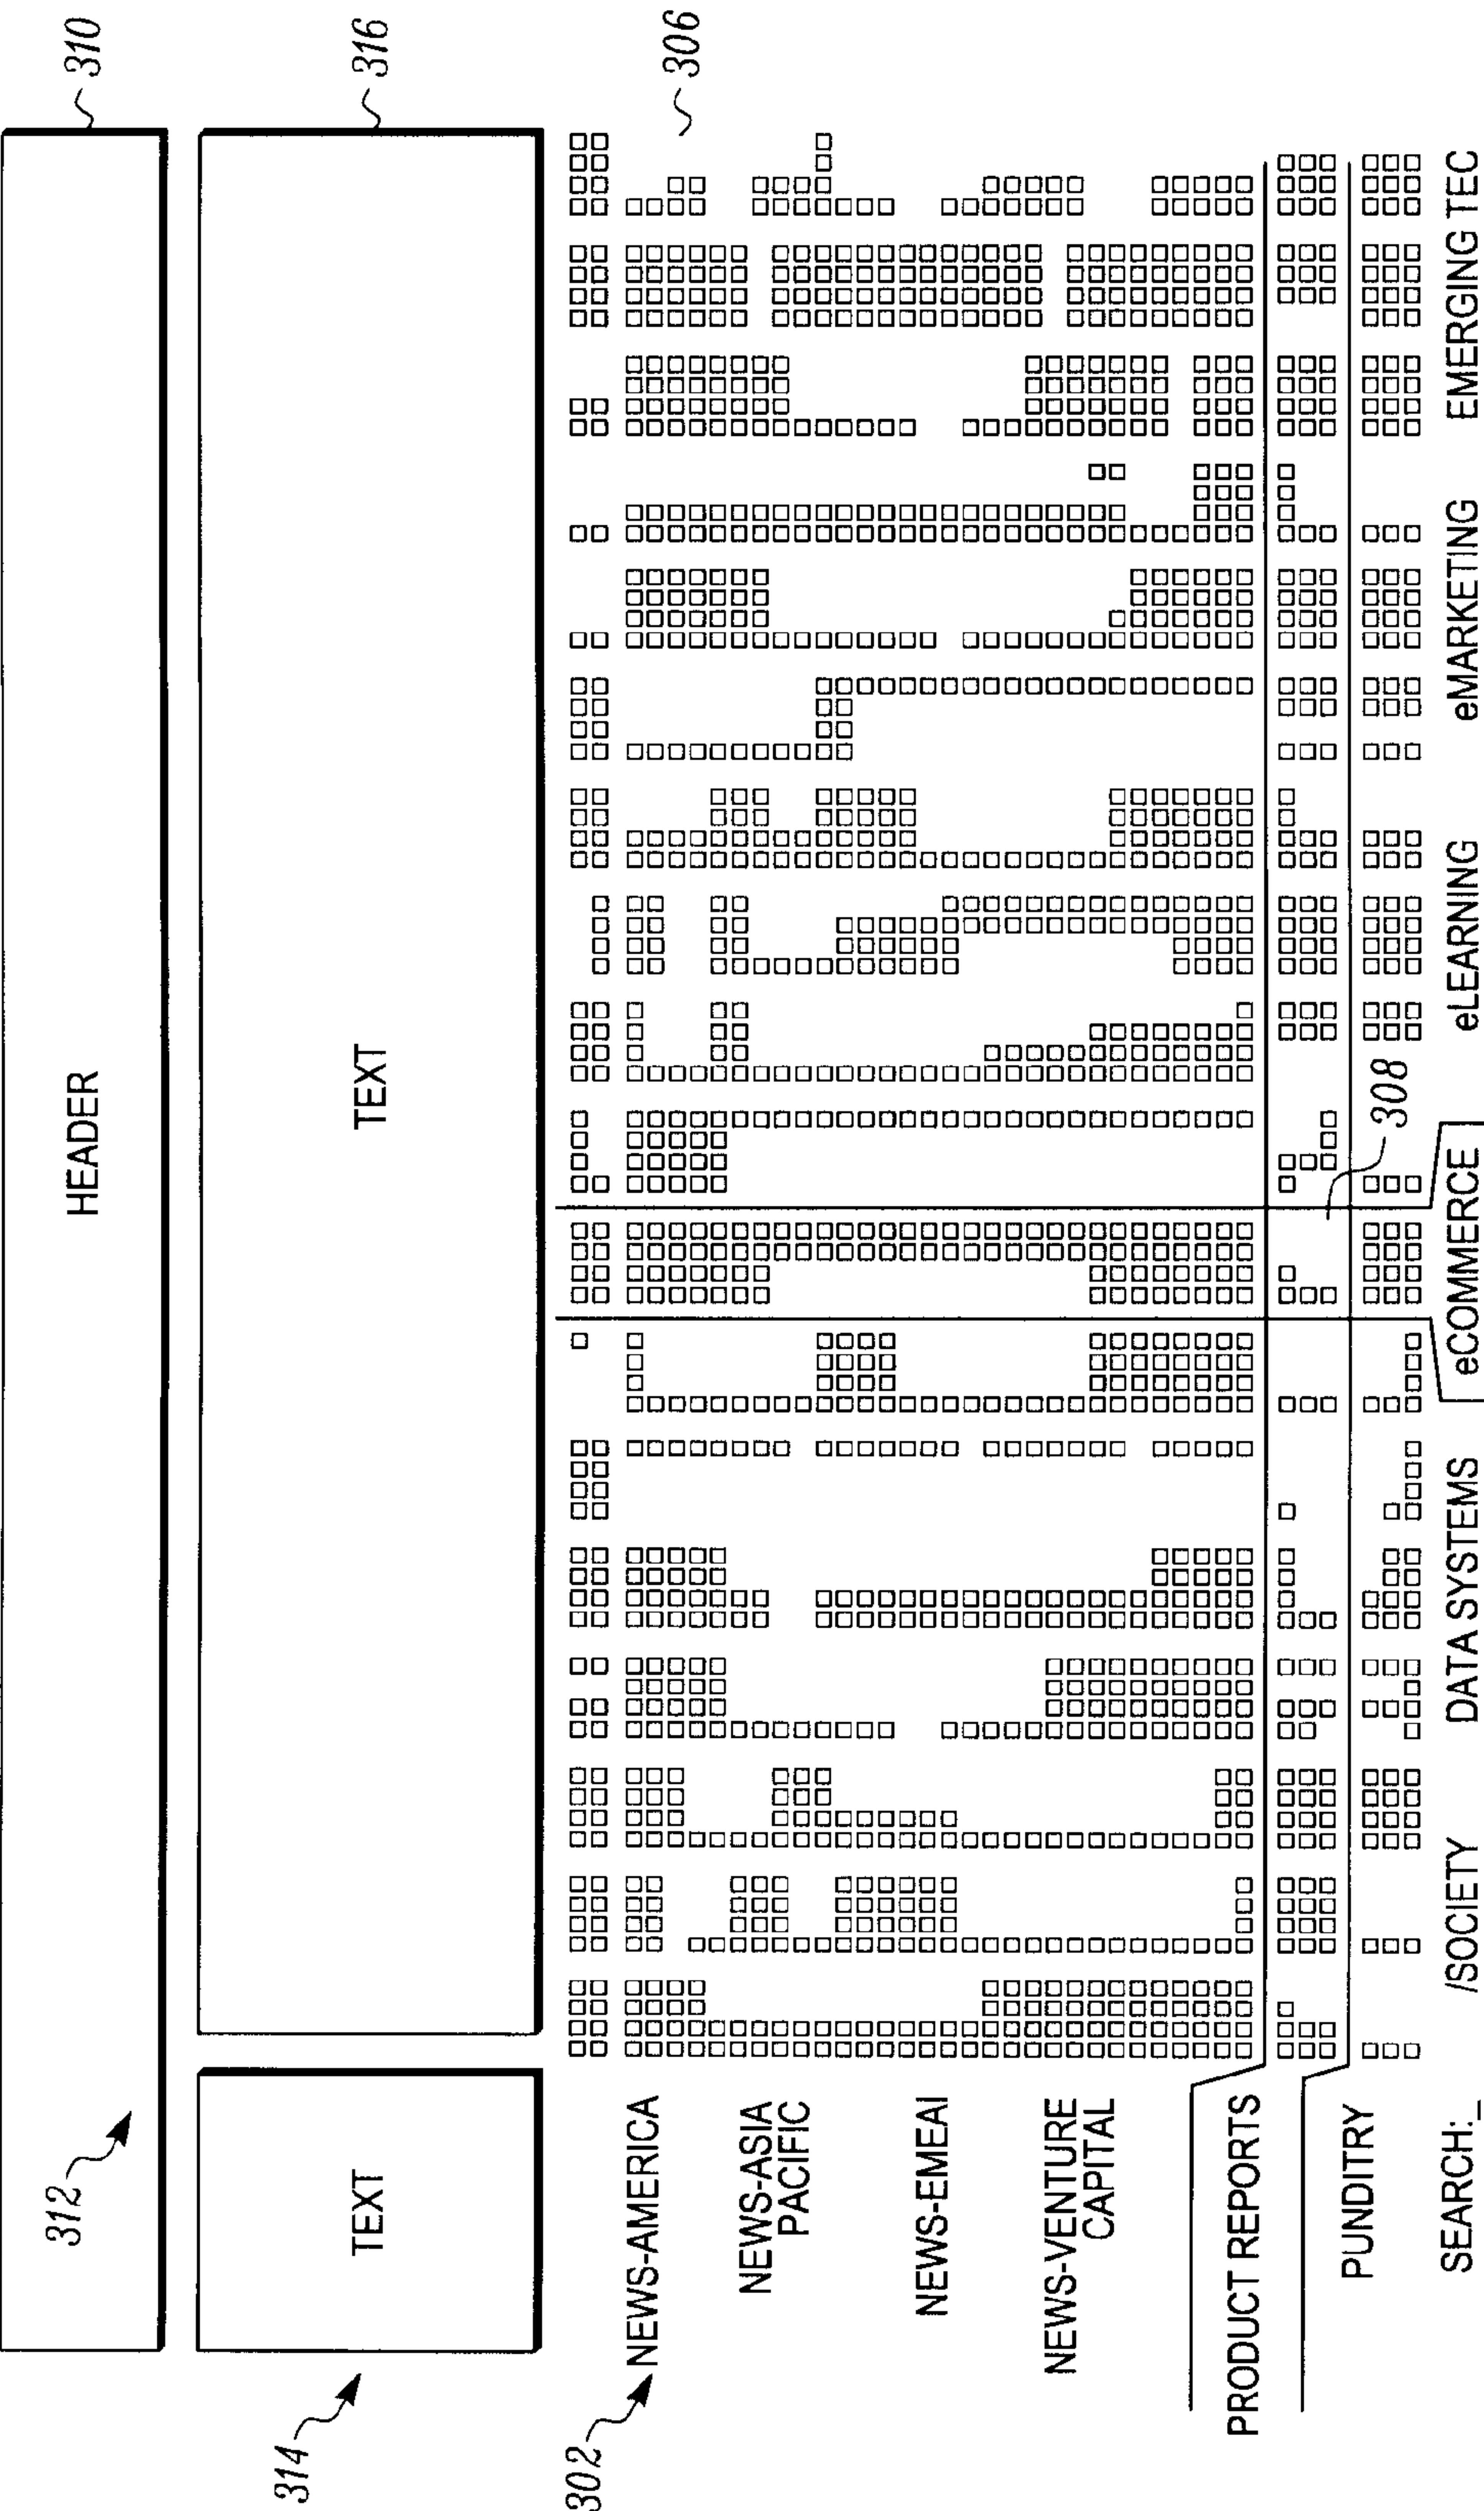 312
HEADER
310
314
TEXT
TEXT
316
302
306
NEWS-AMERICA
NEWS-ASIA
PACIFIC
NEWS-EMEAI
NEWS-VENTURE
CAPITAL
PRODUCT REPORTS
308
PUNDITRY
SEARCH:_
/SOCIETY
DATA SYSTEMS
eCOMMERCE
eLEARNING
eMARKETING
EMERGING TEC